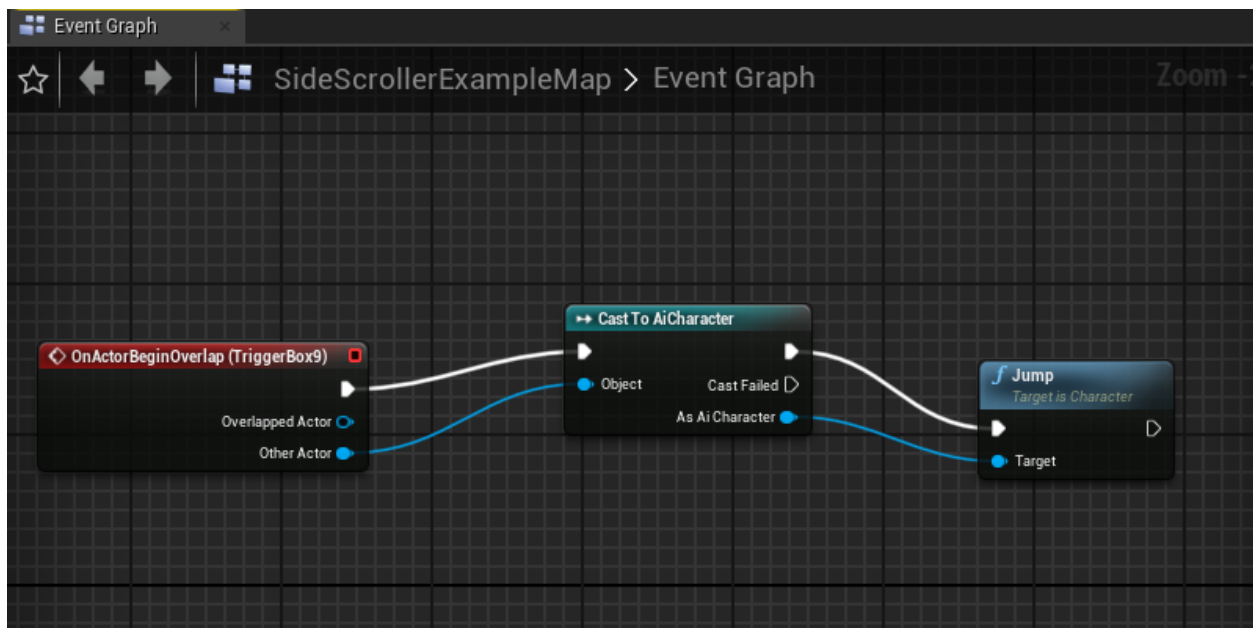 Event Graph
SideScrollerExampleMap > Event Graph
Zoom
OnActorBeginOverlap (TriggerBox9)
Overlapped Actor
Other Actor
Cast To AiCharacter
Object
Cast Failed
As Ai Character
Jump
Target is Character
Target